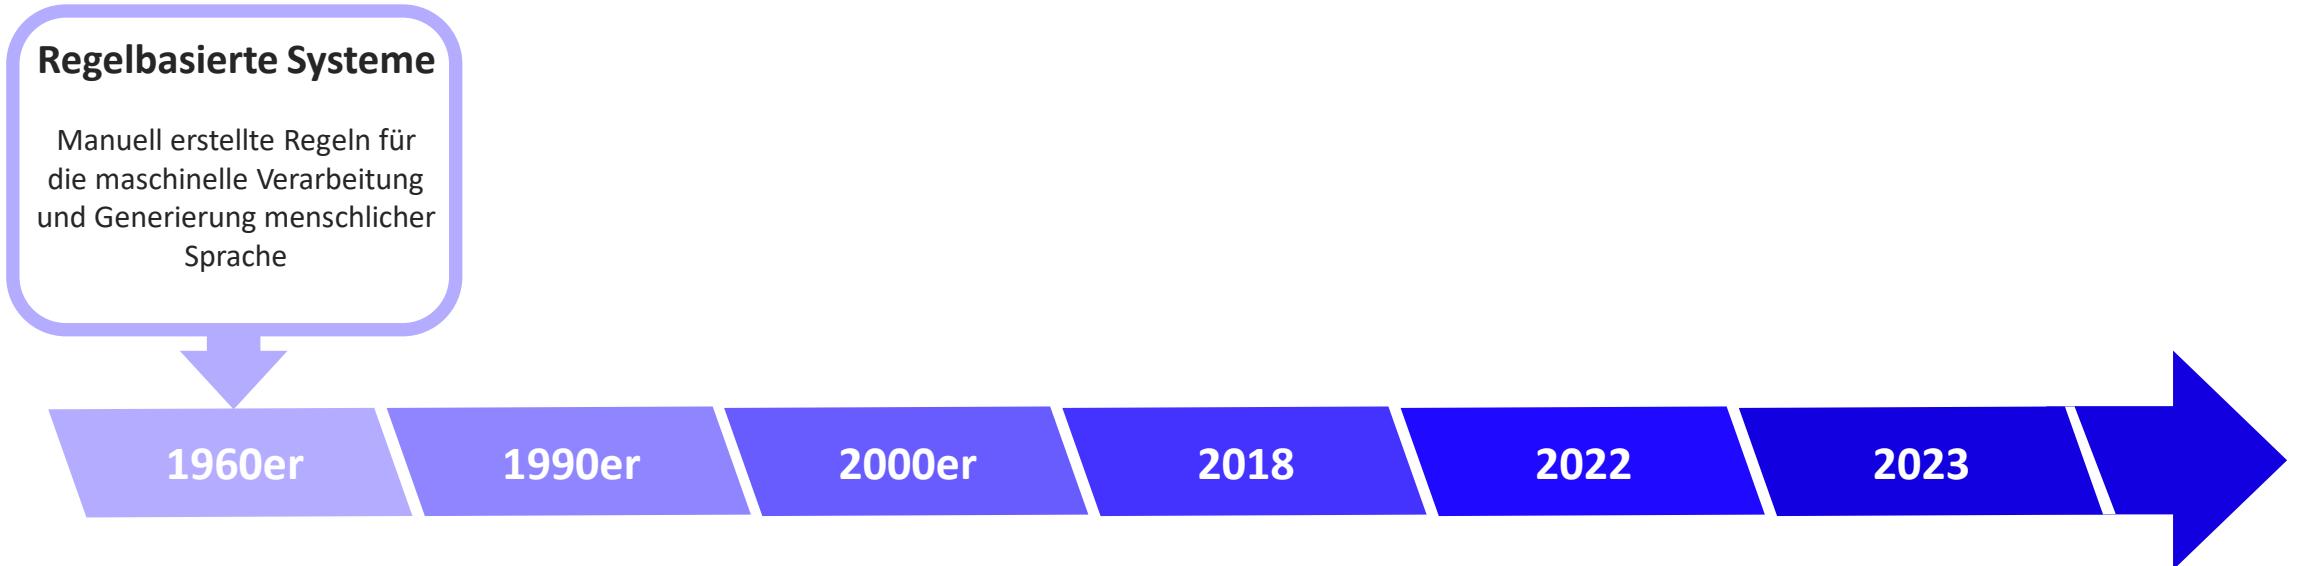 Regelbasierte Systeme
Manuell erstellte Regeln für
die maschinelle Verarbeitung
und Generierung menschlicher
Sprache
1960er
1990er
2000er
2018
2022
2023